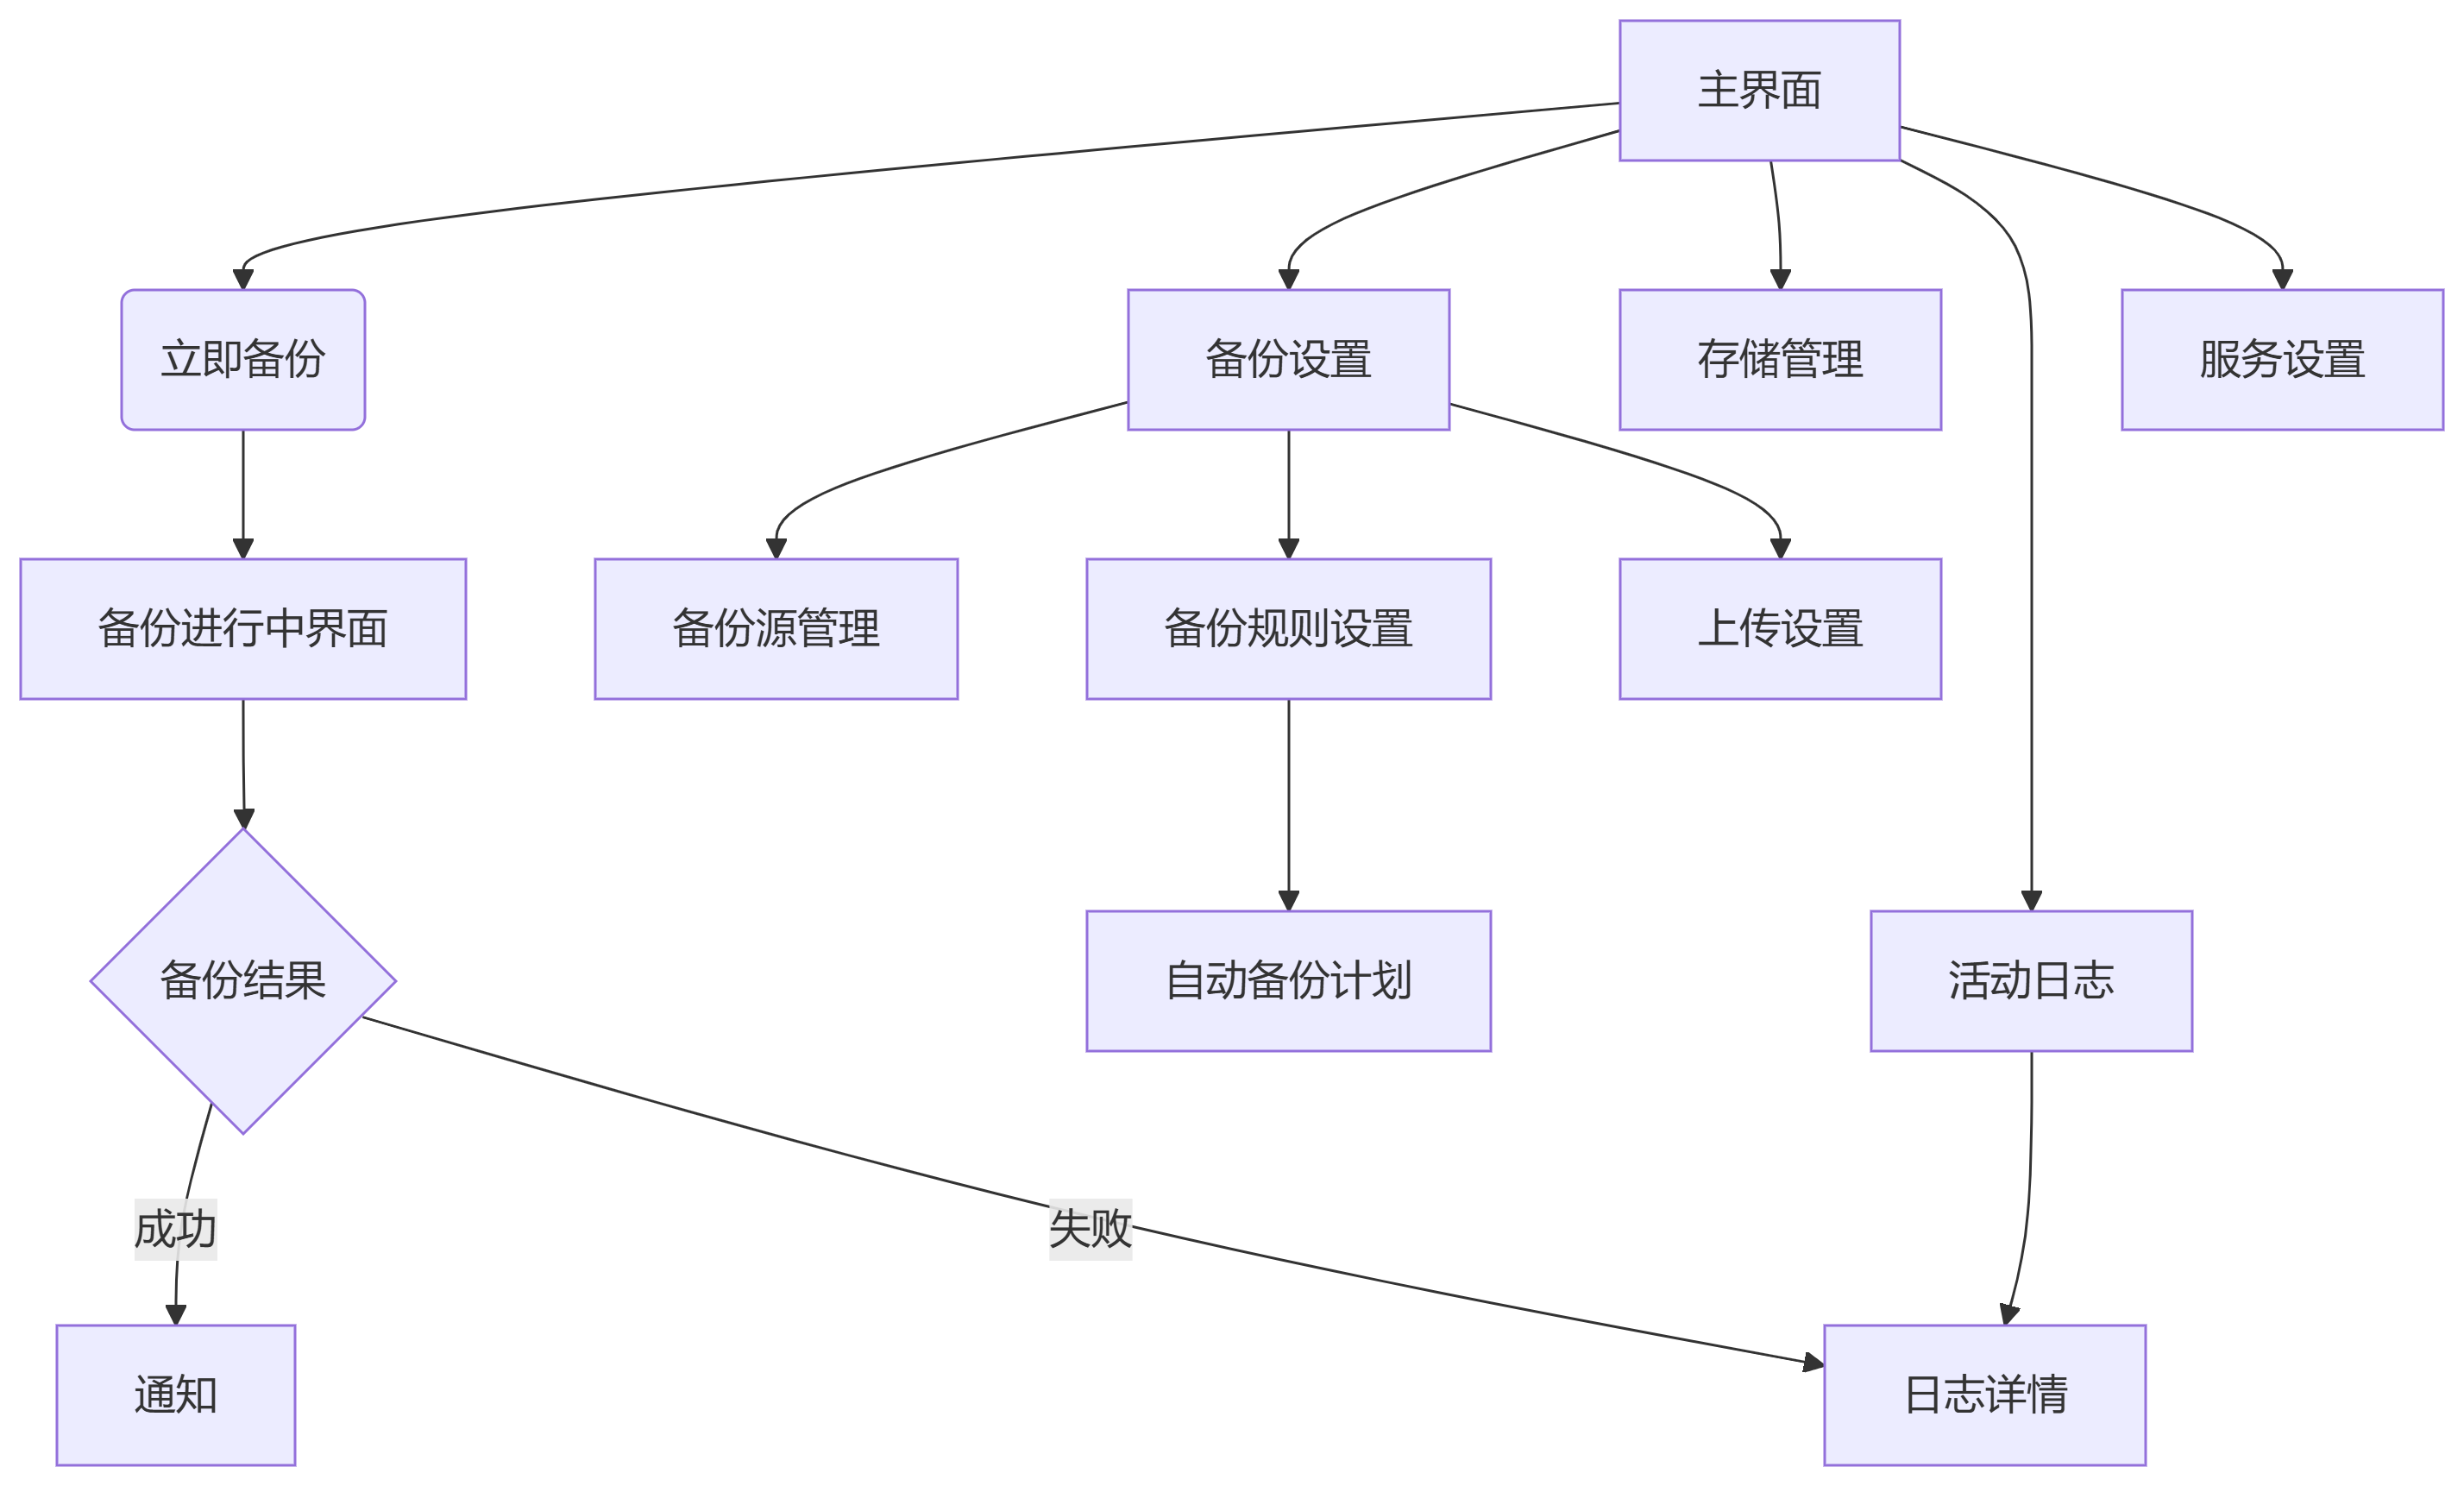 主界面
立即备份
备份设置
存储管理
服务设置
备份进行中界面
备份源管理
备份规则设置
上传设置
备份结果
自动备份计划
活动日志
成功
失败
通知
日志详情